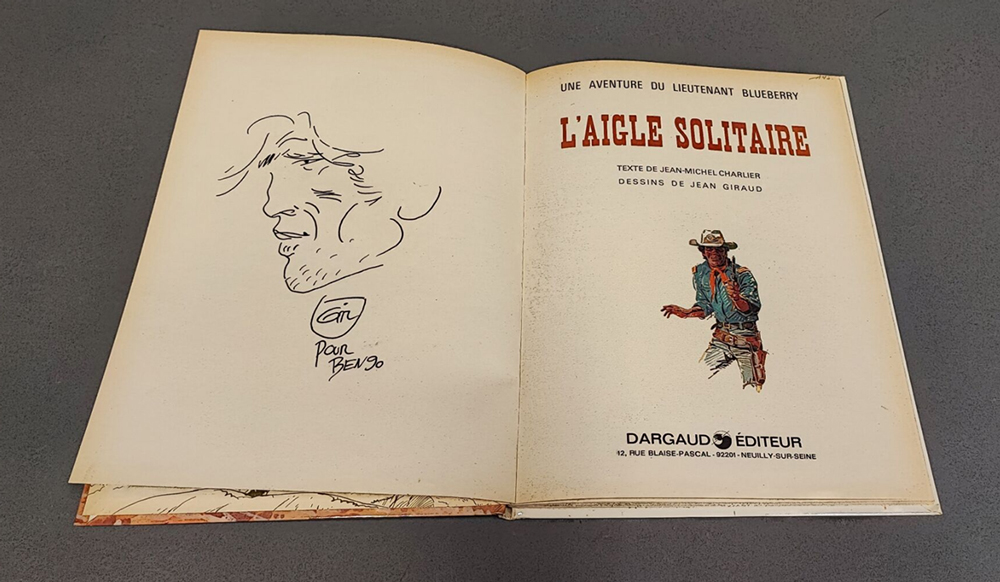 Gir
Pour
BEN90
UNE AVENTURE DU LIEUTENANT BLUEBERRY
L'AIGLE SOLITAIRE
TEXTE DE JEAN-MICHEL CHARLIER
DESSINS DE JEAN GIRAUD
DARGAUD ÉDITEUR
12, RUE BLAISE-PASCAL - 92201 - NEUILLY-SUR-SEINE